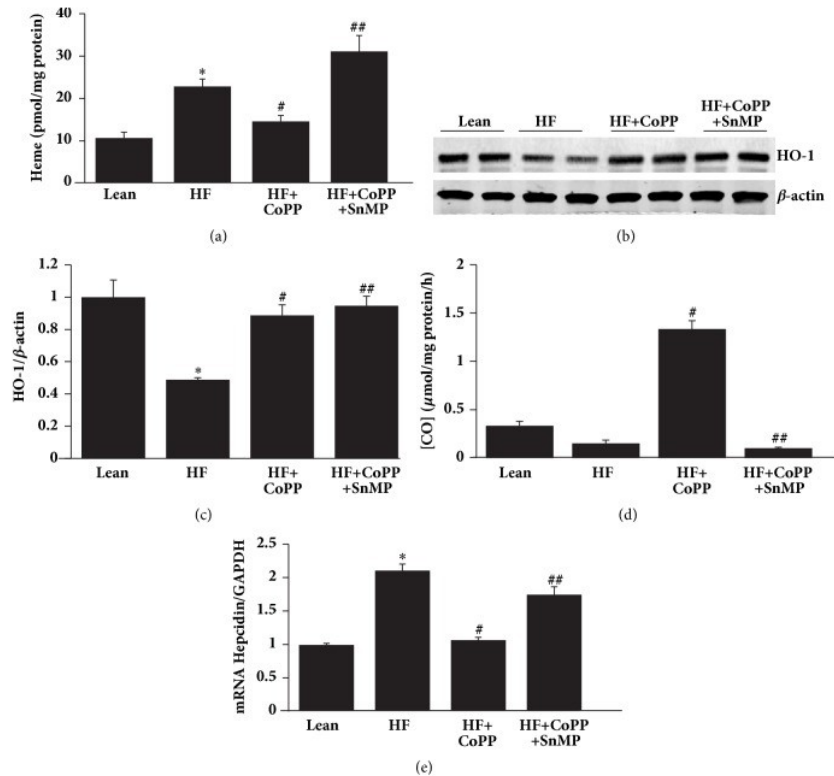 40
30
20
10
0
Heme (pmol/mg protein)
*
#
##
Lean
HF
HF+
CoPP
HF+CoPP
+SnMP
(a)
Lean
HF
HF+CoPP
HF+CoPP
+SnMP
HO-1
β-actin
(b)
1.2
1
0.8
0.6
0.4
0.2
0
HO-1/β-actin
*
#
##
Lean
HF
HF+
CoPP
HF+CoPP
+SnMP
(c)
2
1.5
1
0.5
0
[CO] (μmol/mg protein/h)
#
##
Lean
HF
HF+
CoPP
HF+CoPP
+SnMP
(d)
2.5
2
1.5
1
0.5
0
mRNA Hepcidin/GAPDH
*
#
##
Lean
HF
HF+
CoPP
HF+CoPP
+SnMP
(e)